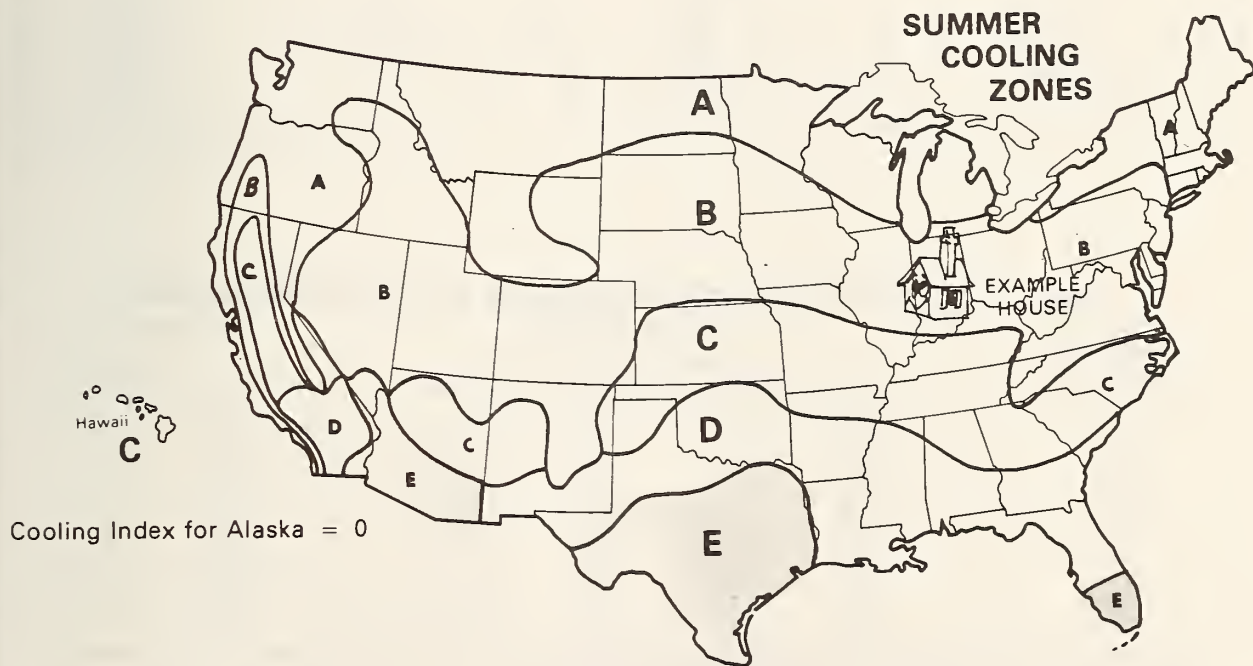 SUMMER
COOLING
ZONES
A
A
A
B
B
C
B
B
EXAMPLE
HOUSE
C
C
Hawaii
C
D
C
D
E
E
E
Cooling Index for Alaska = 0